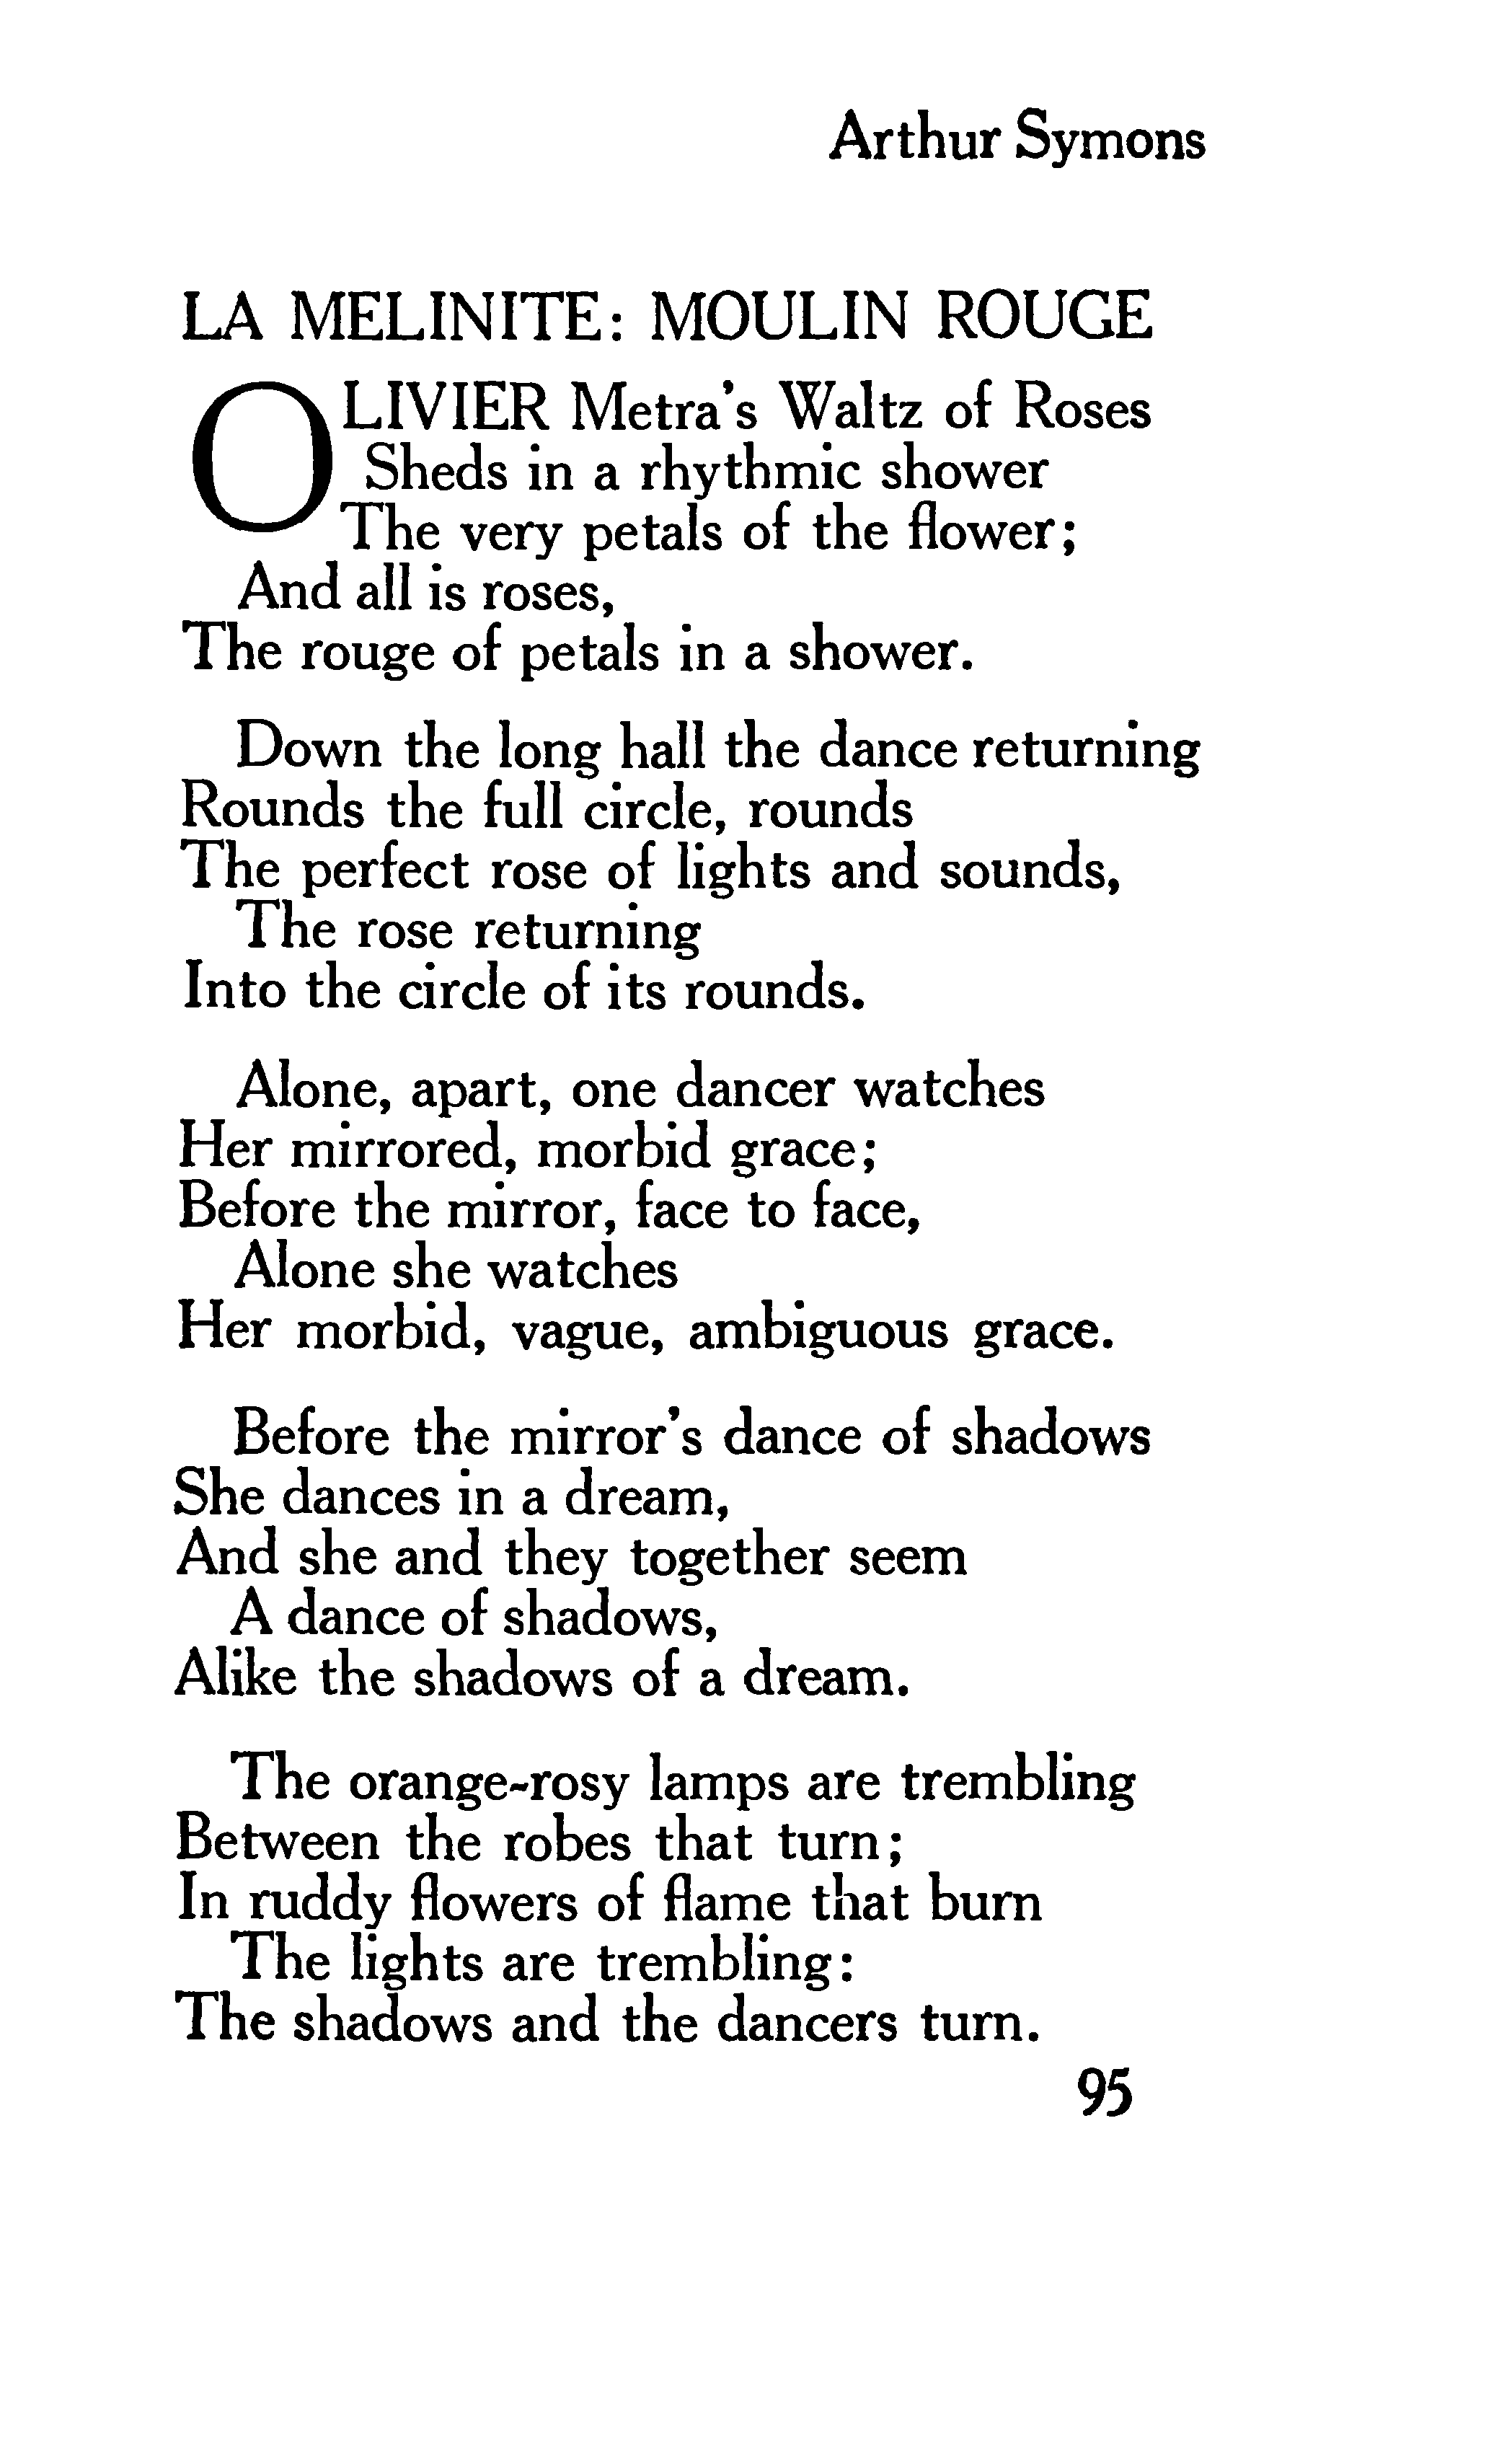 Arthur Symons
LA MELINITE: MOULIN ROUGE
OLIVIER Metra's Waltz of Roses
Sheds in a rhythmic shower
The very petals of the flower;
And all is roses,
The rouge of petals in a shower.
Down the long hall the dance returning
Rounds the full circle, rounds
The perfect rose of lights and sounds,
The rose returning
Into the circle of its rounds.
Alone, apart, one dancer watches
Her mirrored, morbid grace;
Before the mirror, face to face,
Alone she watches
Her morbid, vague, ambiguous grace.
Before the mirror's dance of shadows
She dances in a dream,
And she and they together seem
A dance of shadows,
Alike the shadows of a dream.
The orange-rosy lamps are trembling
Between the robes that turn;
In ruddy flowers of flame that burn
The lights are trembling:
The shadows and the dancers turn.
95